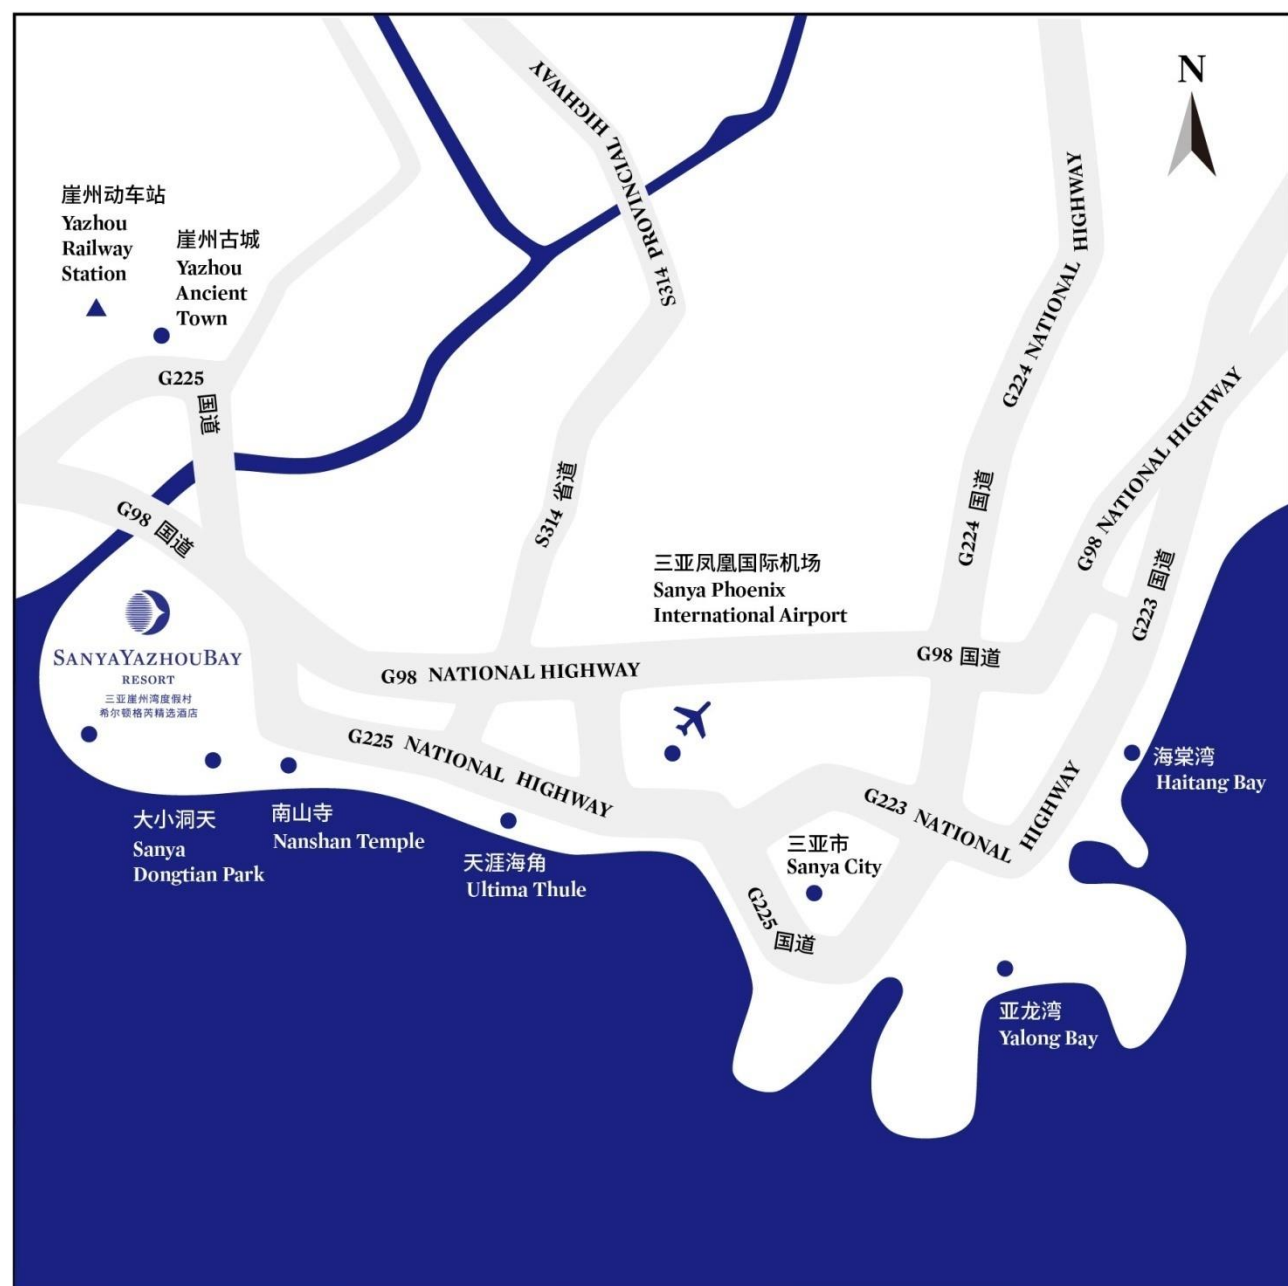 N
S314 PROVINCIAL HIGHWAY
G224 NATIONAL HIGHWAY
崖州动车站
Yazhou
Railway
Station
崖州古城
Yazhou
Ancient
Town
G225
国道
G98 国道
S314 省道
G224 国道
G98 NATIONAL HIGHWAY
G223 国道
三亚凤凰国际机场
Sanya Phoenix
International Airport
SANYAYAZHOUBAY
RESORT
三亚崖州湾度假村
希尔顿格芮精选酒店
G98 NATIONAL HIGHWAY
G98 国道
G225 NATIONAL HIGHWAY
海棠湾
Haitang Bay
G223 NATIONAL HIGHWAY
大小洞天
Sanya
Dongtian Park
南山寺
Nanshan Temple
天涯海角
Ultima Thule
三亚市
Sanya City
G225
国道
亚龙湾
Yalong Bay